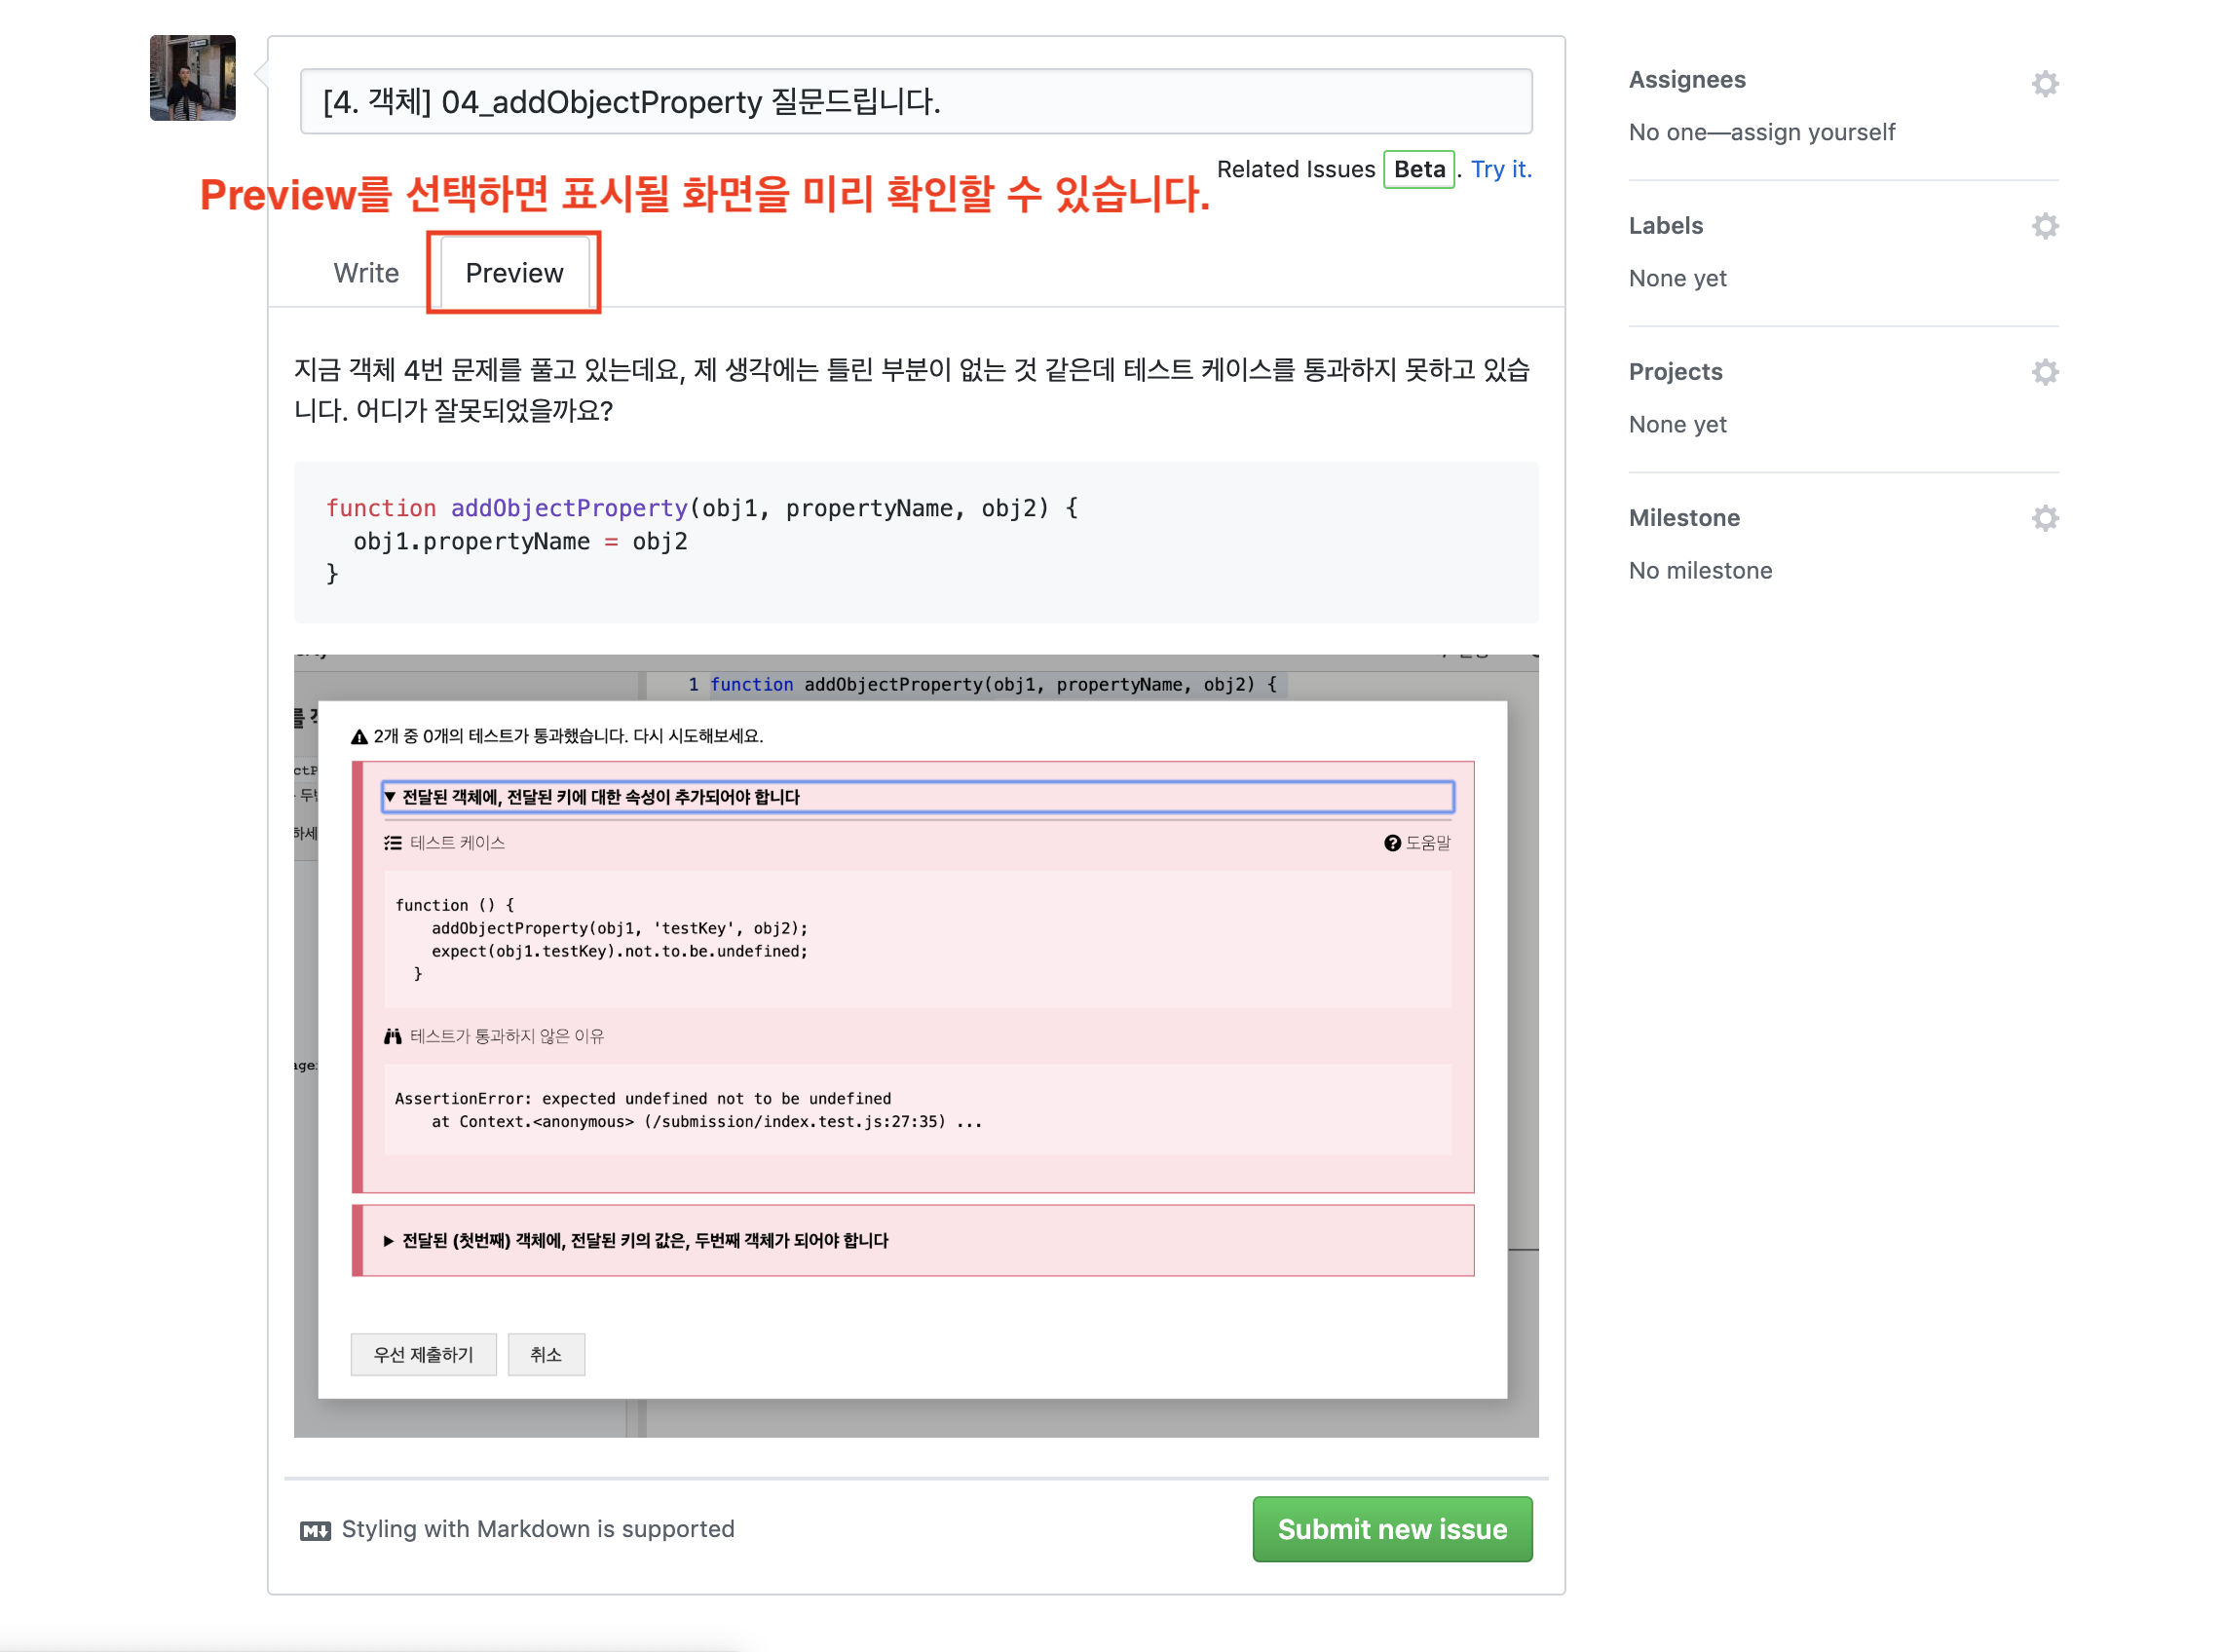 [4. 객체] 04_addObjectProperty 질문드립니다.
Related Issues Beta. Try it.
Preview를 선택하면 표시될 화면을 미리 확인할 수 있습니다.
Write
Preview
지금 객체 4번 문제를 풀고 있는데요, 제 생각에는 틀린 부분이 없는 것 같은데 테스트 케이스를 통과하지 못하고 있습
니다. 어디가 잘못되었을까요?
function addObjectProperty(obj1, propertyName, obj2) {
  obj1.propertyName = obj2
}
1 function addObjectProperty(obj1, propertyName, obj2) {
2개 중 0개의 테스트가 통과했습니다. 다시 시도해보세요.
▼ 전달된 객체에, 전달된 키에 대한 속성이 추가되어야 합니다
테스트 케이스
도움말
function () {
    addObjectProperty(obj1, 'testKey', obj2);
    expect(obj1.testKey).not.to.be.undefined;
  }
테스트가 통과하지 않은 이유
AssertionError: expected undefined not to be undefined
    at Context.<anonymous> (/submission/index.test.js:27:35) ...
▶ 전달된 (첫번째) 객체에, 전달된 키의 값은, 두번째 객체가 되어야 합니다
우선 제출하기
취소
Styling with Markdown is supported
Submit new issue
Assignees
No one—assign yourself
Labels
None yet
Projects
None yet
Milestone
No milestone